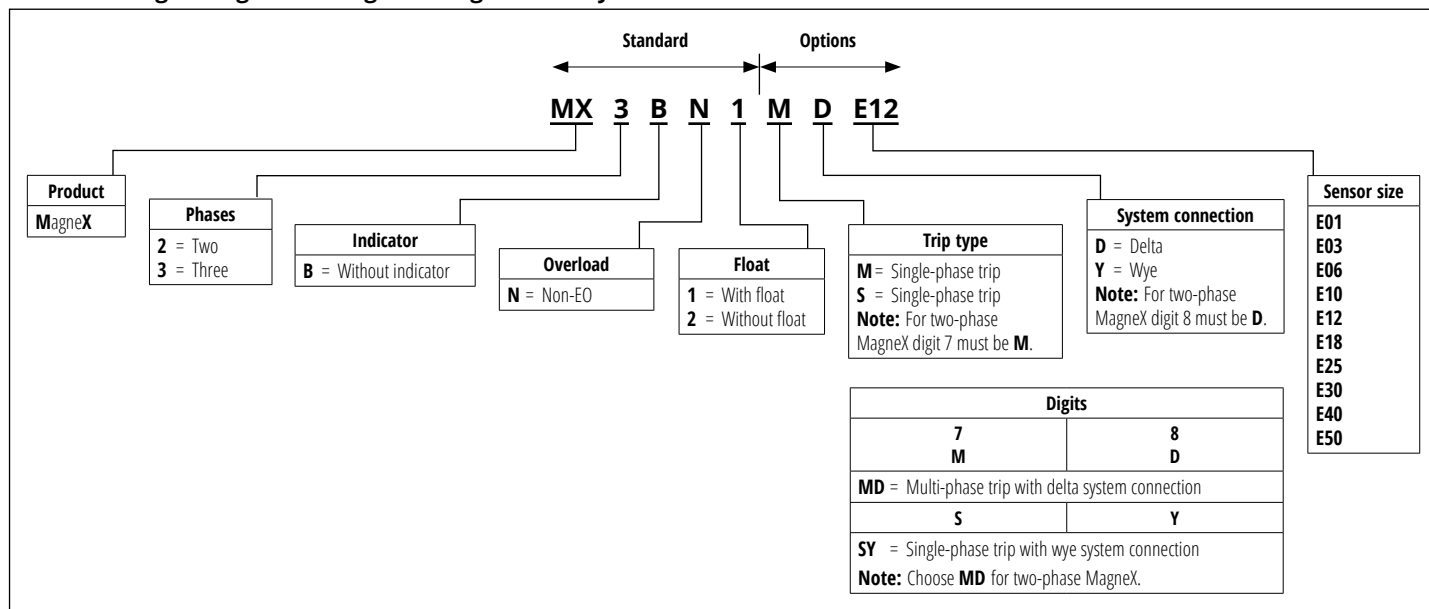 Standard
Options
MX 3 B N 1 M D E12
Product
MagneX
Phases
2 = Two
3 = Three
Indicator
B = Without indicator
Overload
N = Non-EO
Float
1 = With float
2 = Without float
Trip type
M = Single-phase trip
S = Single-phase trip
Note: For two-phase
MagneX digit 7 must be M.
System connection
D = Delta
Y = Wye
Note: For two-phase
MagneX digit 8 must be D.
Sensor size
E01
E03
E06
E10
E12
E18
E25
E30
E40
E50
Digits
7 8
M D
MD = Multi-phase trip with delta system connection
S Y
SY = Single-phase trip with wye system connection
Note: Choose MD for two-phase MagneX.